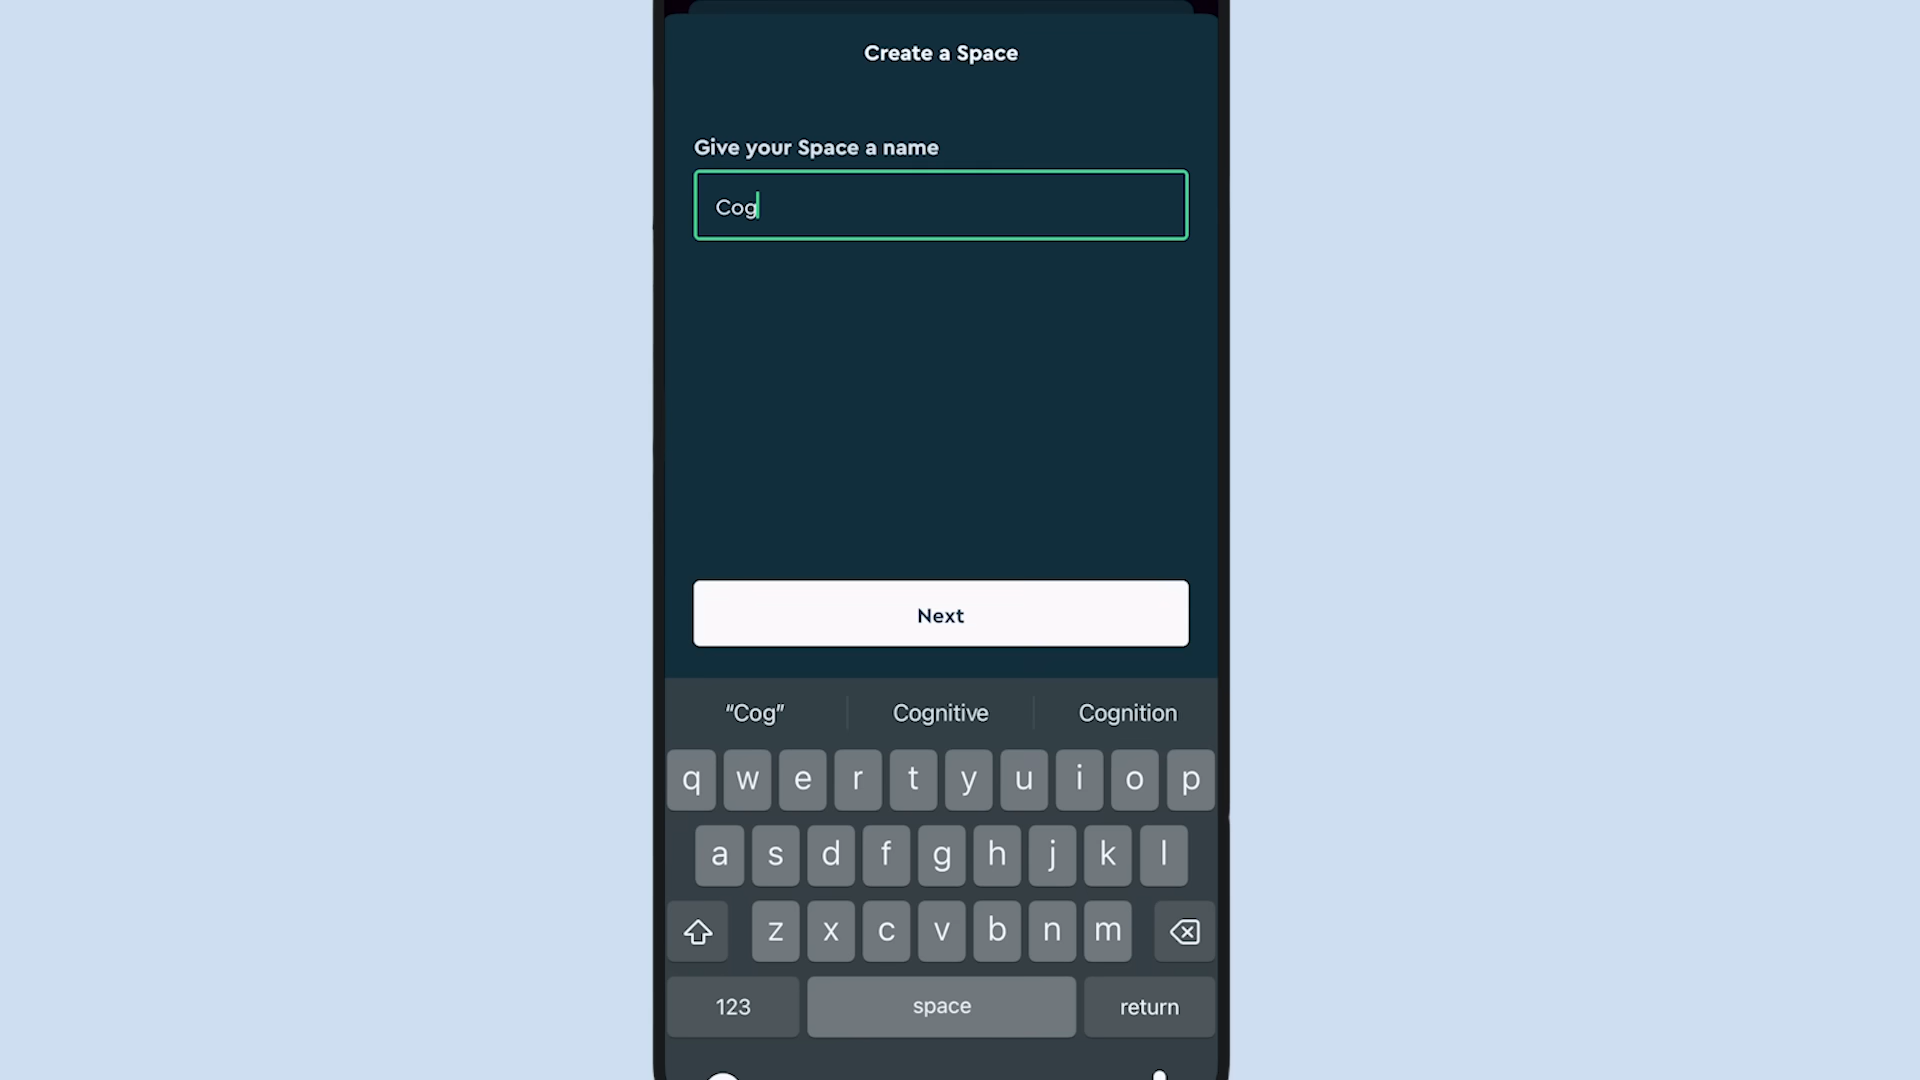 Create a Space
Give your Space a name
Cog
Next
“Cog” Cognitive Cognition
q w e r t y u i o p
a s d f g h j k l
z x c v b n m
123 space return